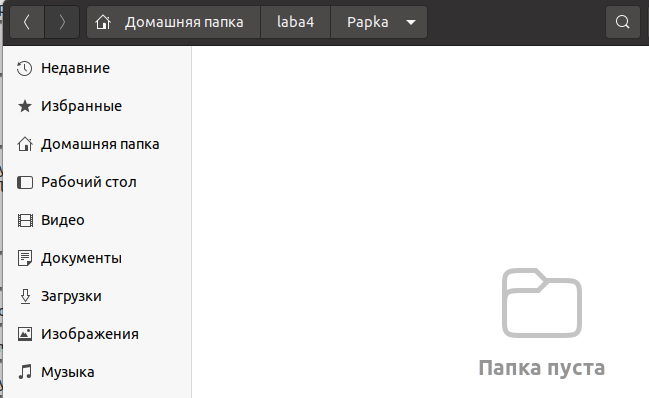 Домашняя папка laba4 Papka
Недавние
Избранные
Домашняя папка
Рабочий стол
Видео
Документы
Загрузки
Изображения
Музыка
Папка пуста